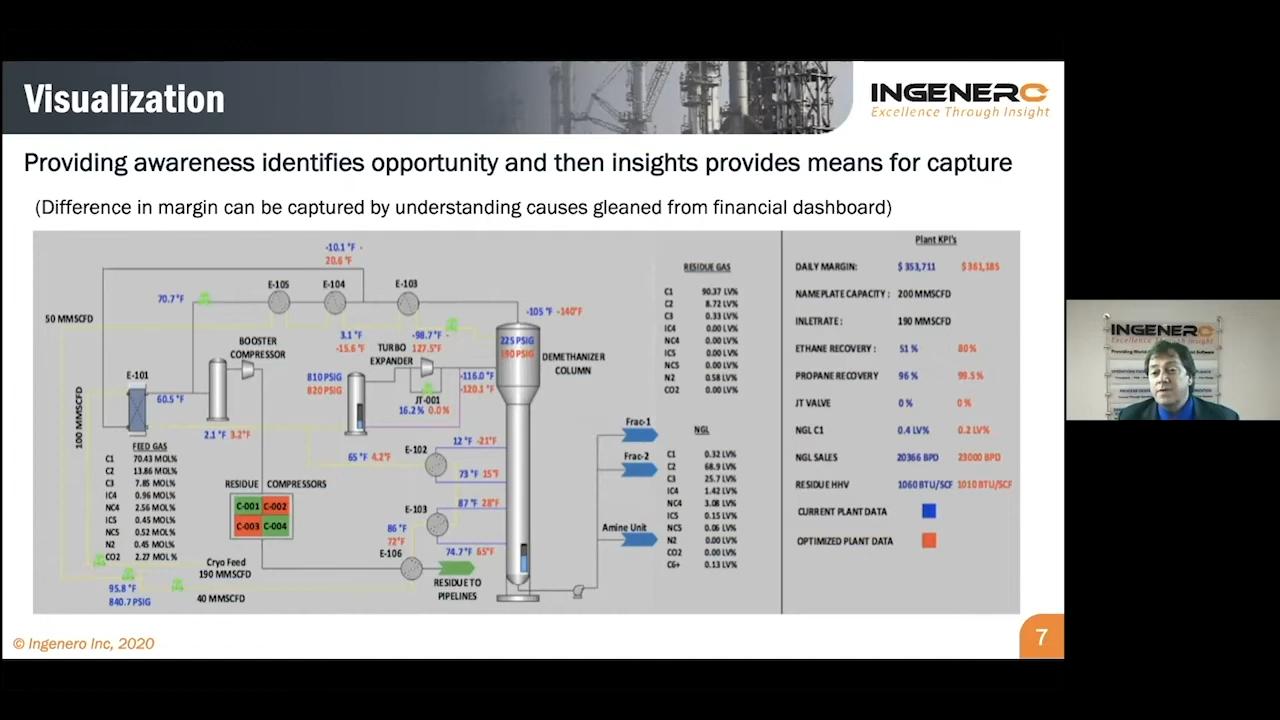 Visualization
INGENERO
Excellence Through Insight
Providing awareness identifies opportunity and then insights provides means for capture
(Difference in margin can be captured by understanding causes gleaned from financial dashboard)
-10.1 °F -
20.6 °F
70.7°F
E-105
E-104
E-103
50 MMSCFD
-105 °F -140°F
BOOSTER
COMPRESSOR
3.1°F
-15.6 °F
TURBO
EXPANDER
-98.7°F
127.5°F
225 PSIG
190 PSIG
DEMETHANIZER
COLUMN
E-101
60.5°F
810 PSIG
820 PSIG
-116.0 °F
-120.1 °F
JT-001
16.2% 0.0%
100 MMSCFD
2.1°F 3.2°F
65°F 4.2°F
E-102
12 °F -21°F
73 °F 15°F
FEED GAS
C1 70.43 MOL%
C2 13.86 MOL%
C3 7.85 MOL%
IC4 0.96 MOL%
NC4 2.56 MOL%
IC5 0.45 MOL%
NC5 0.52 MOL%
N2 0.45 MOL%
CO2 2.27 MOL%
RESIDUE COMPRESSORS
C-001 C-002
C-003 C-004
E-103
87 °F 28°F
86 °F
72°F
E-106
74.7°F 65°F
Cryo Feed
190 MMSCFD
95.8 °F
840.7 PSIG
40 MMSCFD
RESIDUE TO
PIPELINES
Frac-1
Frac-2
Amine Unit
RESIDUE GAS
C1 90.37 LV%
C2 8.72 LV%
C3 0.33 LV%
IC4 0.00 LV%
NC4 0.00 LV%
IC5 0.00 LV%
NC5 0.00 LV%
N2 0.58 LV%
CO2 0.00 LV%
NGL
C1 0.32 LV%
C2 68.9 LV%
C3 25.7 LV%
IC4 1.42 LV%
NC4 3.08 LV%
IC5 0.15 LV%
NC5 0.06 LV%
N2 0.00 LV%
CO2 0.00 LV%
C6+ 0.13 LV%
Plant KPI's
DAILY MARGIN: $ 353,711 $ 361,185
NAMEPLATE CAPACITY : 200 MMSCFD
INLETRATE : 190 MMSCFD
ETHANE RECOVERY : 51 % 80%
PROPANE RECOVERY 96 % 99.5%
JT VALVE 0 % 0 %
NGL C1 0.4 LV% 0.2 LV%
NGL SALES 20366 BPD 23000 BPD
RESIDUE HHV 1060 BTU/SCF 1010 BTU/SCF
CURRENT PLANT DATA
OPTIMIZED PLANT DATA
© Ingenero Inc, 2020
7
INGENERO